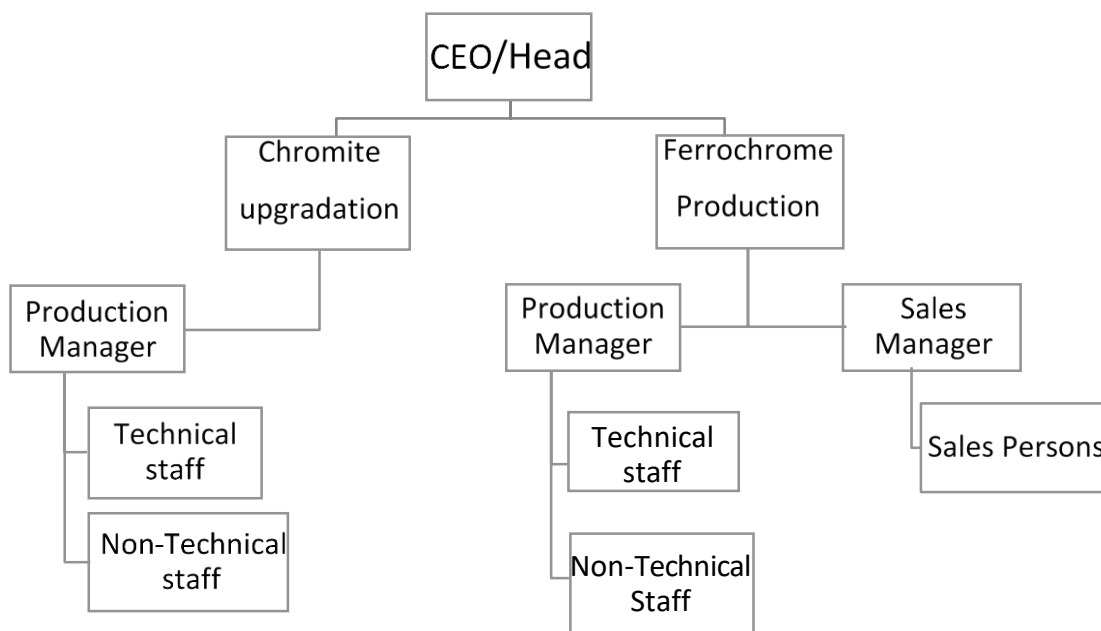 CEO/Head
Chromite
upgradation
Ferrochrome
Production
Production
Manager
Production
Manager
Sales
Manager
Technical
staff
Technical
staff
Sales Persons
Non-Technical
staff
Non-Technical
Staff